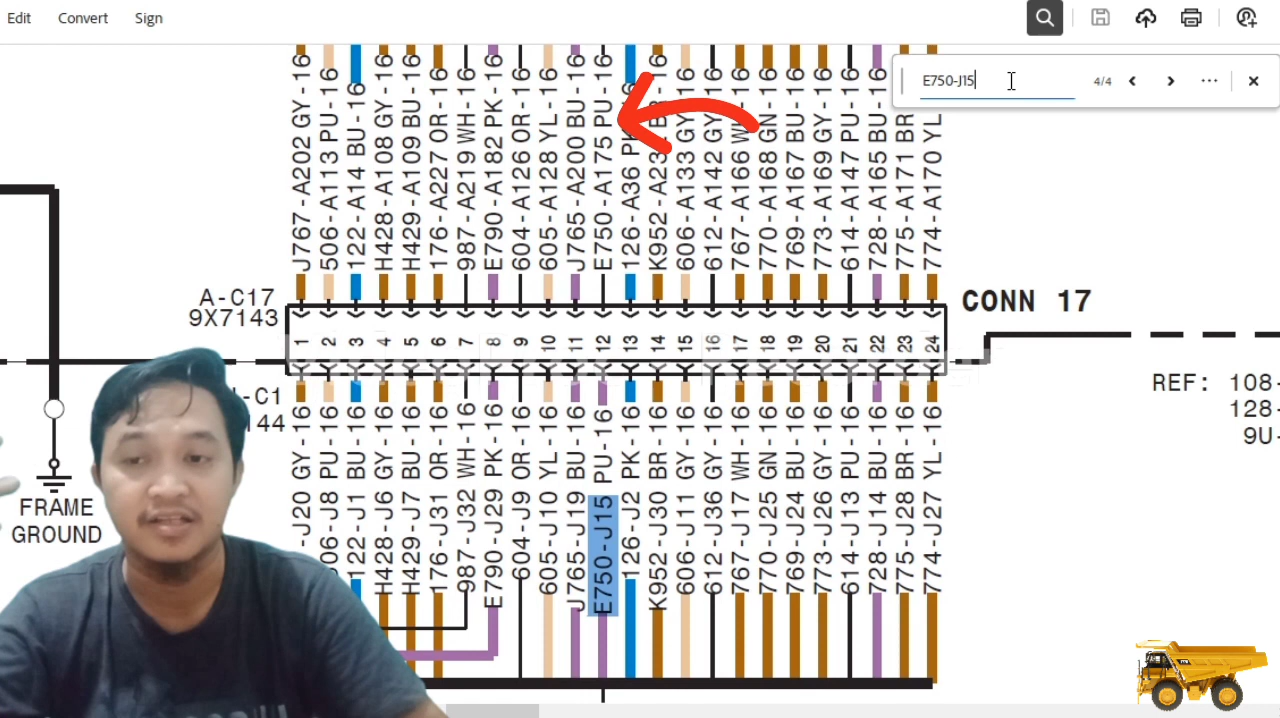 Edit Convert Sign
E750-J15 4/4
J767-A202 GY-16
506-A113 PU-16
122-A14 BU-16
H428-A108 GY-16
H429-A109 BU-16
176-A227 OR-16
987-A219 WH-16
E790-A182 PK-16
604-A126 OR-16
605-A128 YL-16
J765-A200 BU-16
E750-A175 PU-16
126-A36
606-A133 GY-16
612-A142 GY-16
767-A166
770-A168 GN-16
769-A167 BU-16
773-A169 GY-16
614-A147 PU-16
728-A165 BU-16
775-A171 BR
774-A170 YL
A-C17
9X7143
CONN 17
1 2 3 4 5 6 7 8 9 10 11 12 13 14 15 16 17 18 19 20 21 22 23 24
-C1
144
-J20 GY-16
06-J8 PU-16
122-J1 BU-16
H428-J6 GY-16
H429-J7 BU-16
176-J31 OR-16
987-J32 WH-16
E790-J29 PK-16
604-J9 OR-16
605-J10 YL-16
J765-J19 BU-16
E750-J15 PU-16
126-J2 PK-16
K952-J30 BR-16
606-J11 GY-16
612-J36 GY-16
767-J17 WH-16
770-J25 GN-16
769-J24 BU-16
773-J26 GY-16
614-J13 PU-16
728-J14 BU-16
775-J28 BR-16
774-J27 YL-16
FRAME
GROUND
REF: 108-
128-
9U-